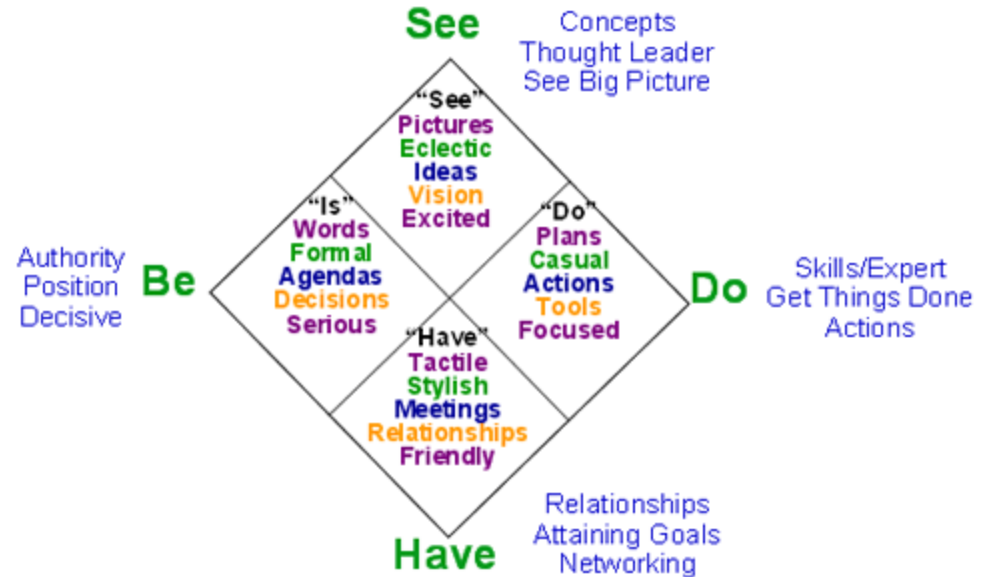 See
Concepts
Thought Leader
See Big Picture
“See”
Pictures
Eclectic
Ideas
Vision
Excited
“Is”
Words
Formal
Agendas
Decisions
Serious
“Do”
Plans
Casual
Actions
Tools
Focused
Authority
Position
Decisive
Be
Do
Skills/Expert
Get Things Done
Actions
“Have”
Tactile
Stylish
Meetings
Relationships
Friendly
Have
Relationships
Attaining Goals
Networking